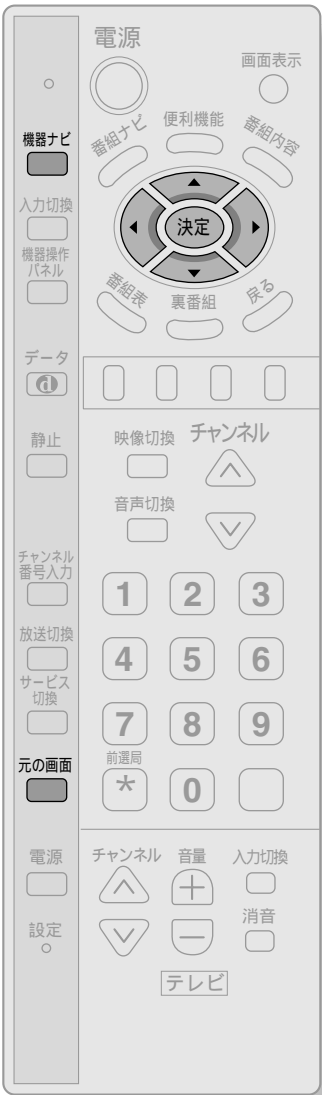 電源
画面表示
機器ナビ
番組ナビ
便利機能
番組内容
入力切換
決定
機器操作
パネル
番組表
裏番組
戻る
データ
d
静止
映像切換
チャンネル
音声切換
チャンネル
番号入力
1 2 3
放送切換
4 5 6
サービス
切換
7 8 9
元の画面
前選局
* 0
電源
チャンネル
音量
入力切換
+
設定
−
消音
テレビ